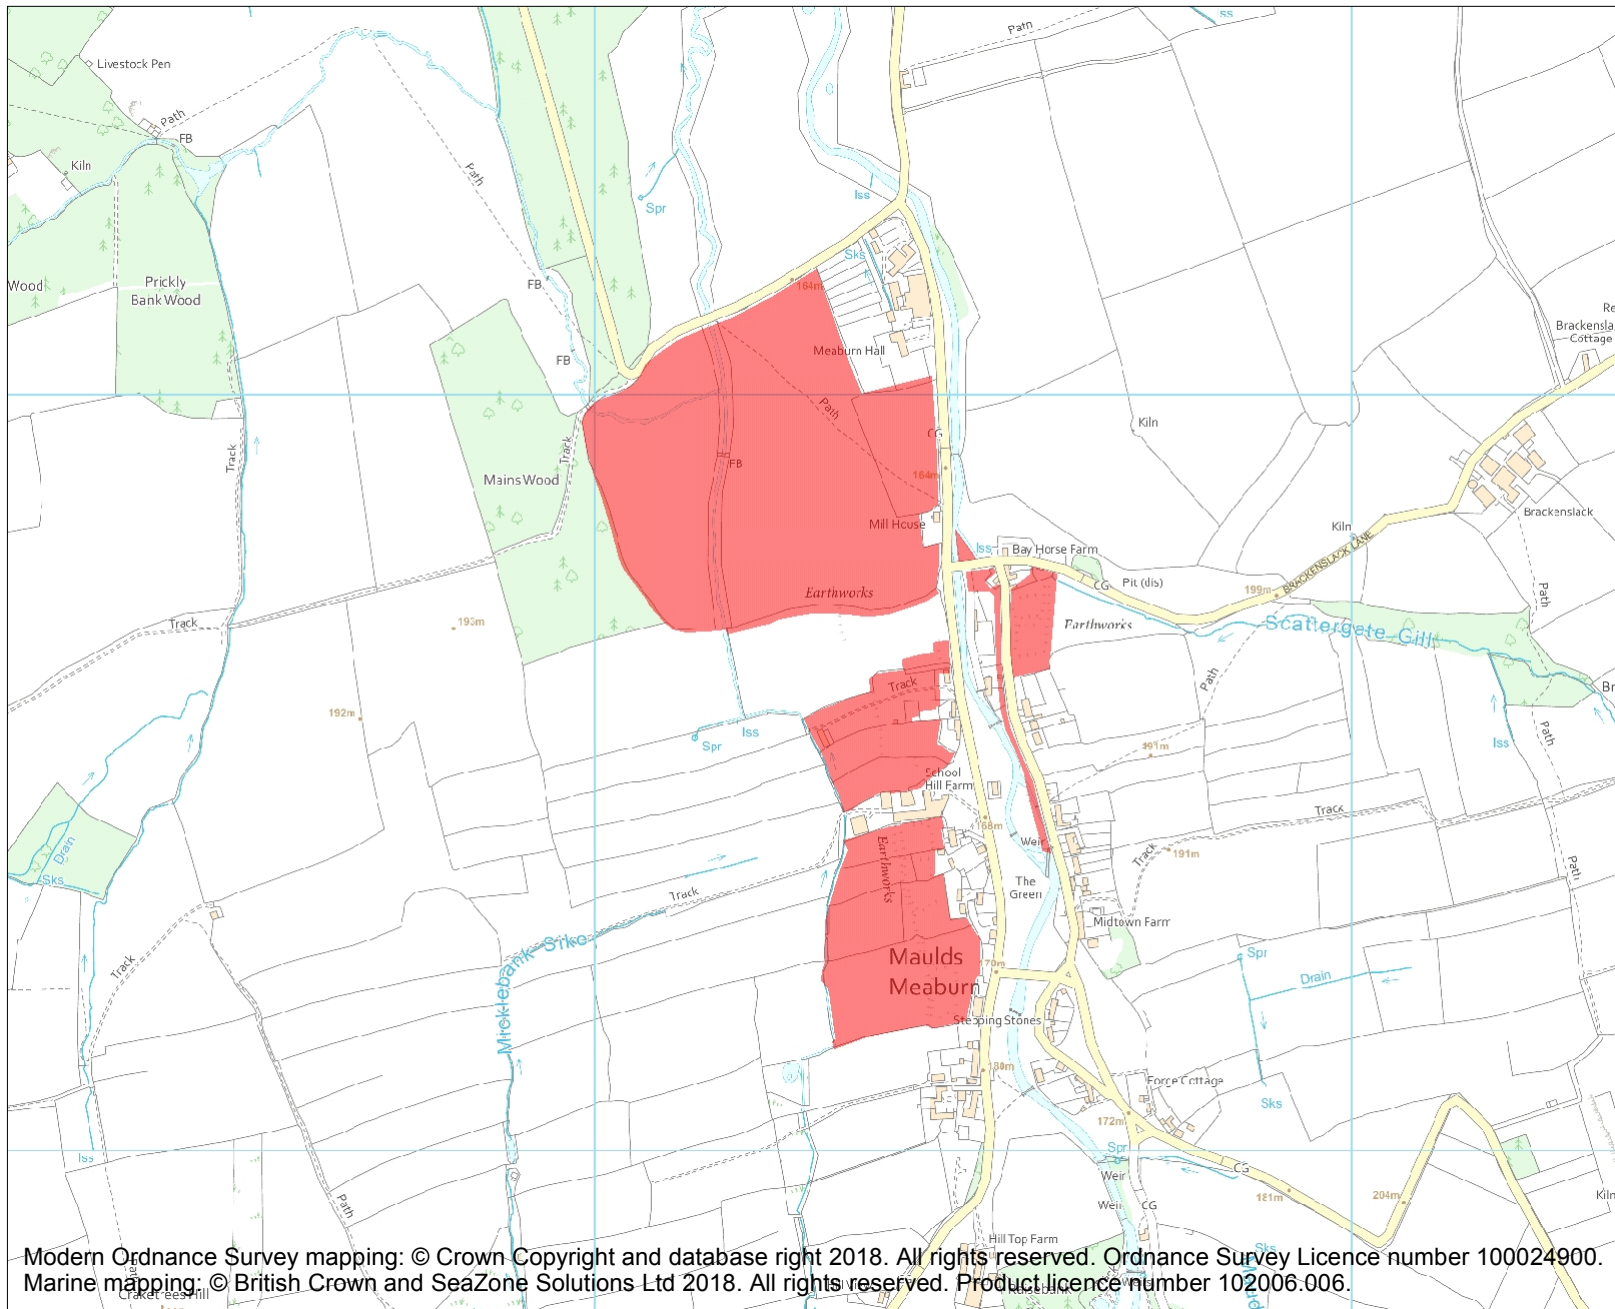 Path
ss
Livestock Pen
Path
FB
Kiln
Path
Spr
Iss
Sks
Wood
Prickly
Bank Wood
FB
164m
FB
Meaburn Hall
Brackensla
Cottage
Path
Track
Track
CG
Kiln
FB
164m
Mains Wood
Mill House
Brackenslack
Kiln
Iss
Bay Horse Farm
BRACKENSLACK LANE
CG
Pit (dis)
199m
Earthworks
Path
Track
193m
Earthworks
Scattergate Gill
Path
Track
192m
Br
Path
Iss
Spr
191m
Iss
School
Hill Farm
168m
Track
Weir
Drain
Sks
Earthworks
Track
191m
Path
Track
The
Green
Midtown Farm
Micklebank Sike
Maulds
Meaburn
170m
Spr
Drain
Track
Stepping Stones
180m
Force Cottage
Sks
172m
Spr
Iss
CG
Weir
Path
Weir
CG
181m
204m
Kiln
Hill Top Farm
Sks
Modern Ordnance Survey mapping: © Crown Copyright and database right 2018. All rights reserved. Ordnance Survey Licence number 100024900.
Marine mapping: © British Crown and SeaZone Solutions Ltd 2018. All rights reserved. Product licence number 102006.006.
Craketrees Hill